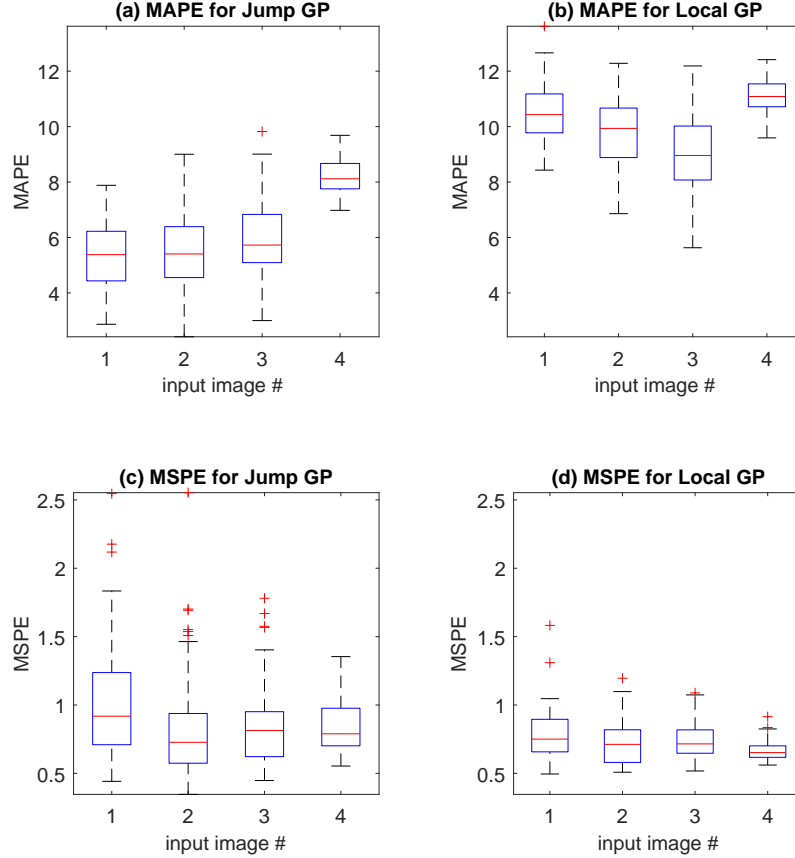 (a) MAPE for Jump GP
12
10
8
6
4
MAPE
1 2 3 4
input image #
(b) MAPE for Local GP
12
10
8
6
4
MAPE
1 2 3 4
input image #
(c) MSPE for Jump GP
2.5
2
1.5
1
0.5
MSPE
1 2 3 4
input image #
(d) MSPE for Local GP
2.5
2
1.5
1
0.5
MSPE
1 2 3 4
input image #